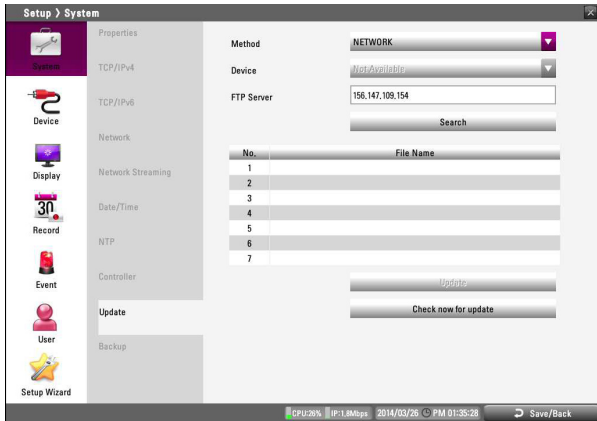 Setup > System
System
Device
Display
30
Record
Event
User
Setup Wizard
Properties
TCP/IPv4
TCP/IPv6
Network
Network Streaming
Date/Time
NTP
Controller
Update
Backup
Method NETWORK
Device Not Available
FTP Server 156.147.109.154
Search
No. File Name
1
2
3
4
5
6
7
Update
Check now for update
CPU:26% IP:1.8Mbps 2014/03/26 PM 01:35:28 Save/Back